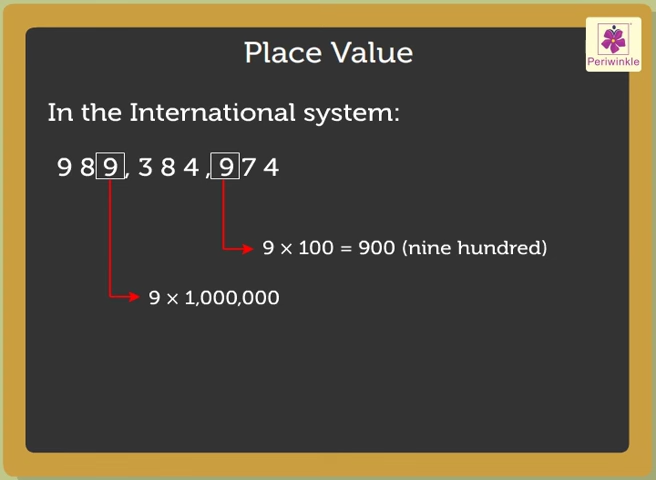 Place Value
Periwinkle
In the International system:
9 8 9 , 3 8 4 , 9 7 4
9 × 100 = 900 (nine hundred)
9 × 1,000,000